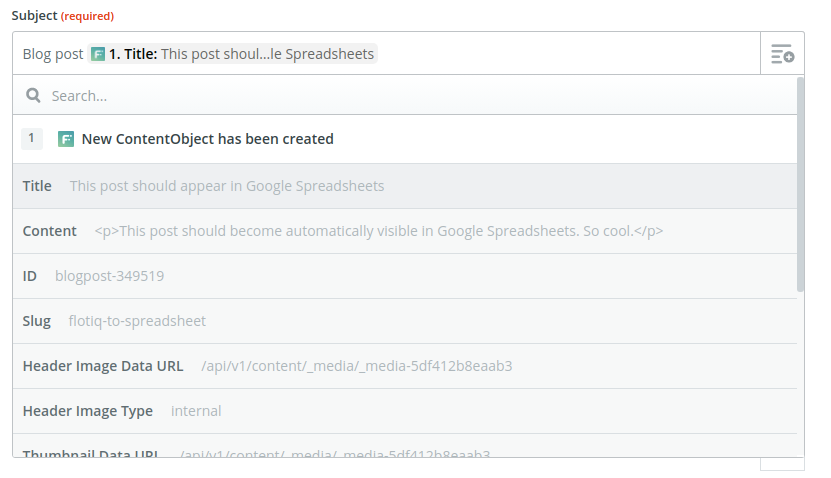 Subject (required)
Blog post 1. Title: This post shoul...le Spreadsheets
Search...
1 New ContentObject has been created
Title This post should appear in Google Spreadsheets
Content <p>This post should become automatically visible in Google Spreadsheets. So cool.</p>
ID blogpost-349519
Slug flotiq-to-spreadsheet
Header Image Data URL /api/v1/content/_media/_media-5df412b8eaab3
Header Image Type internal
Thumbnail Data URL /api/v1/content/_media/_media-5df412b8eaab3